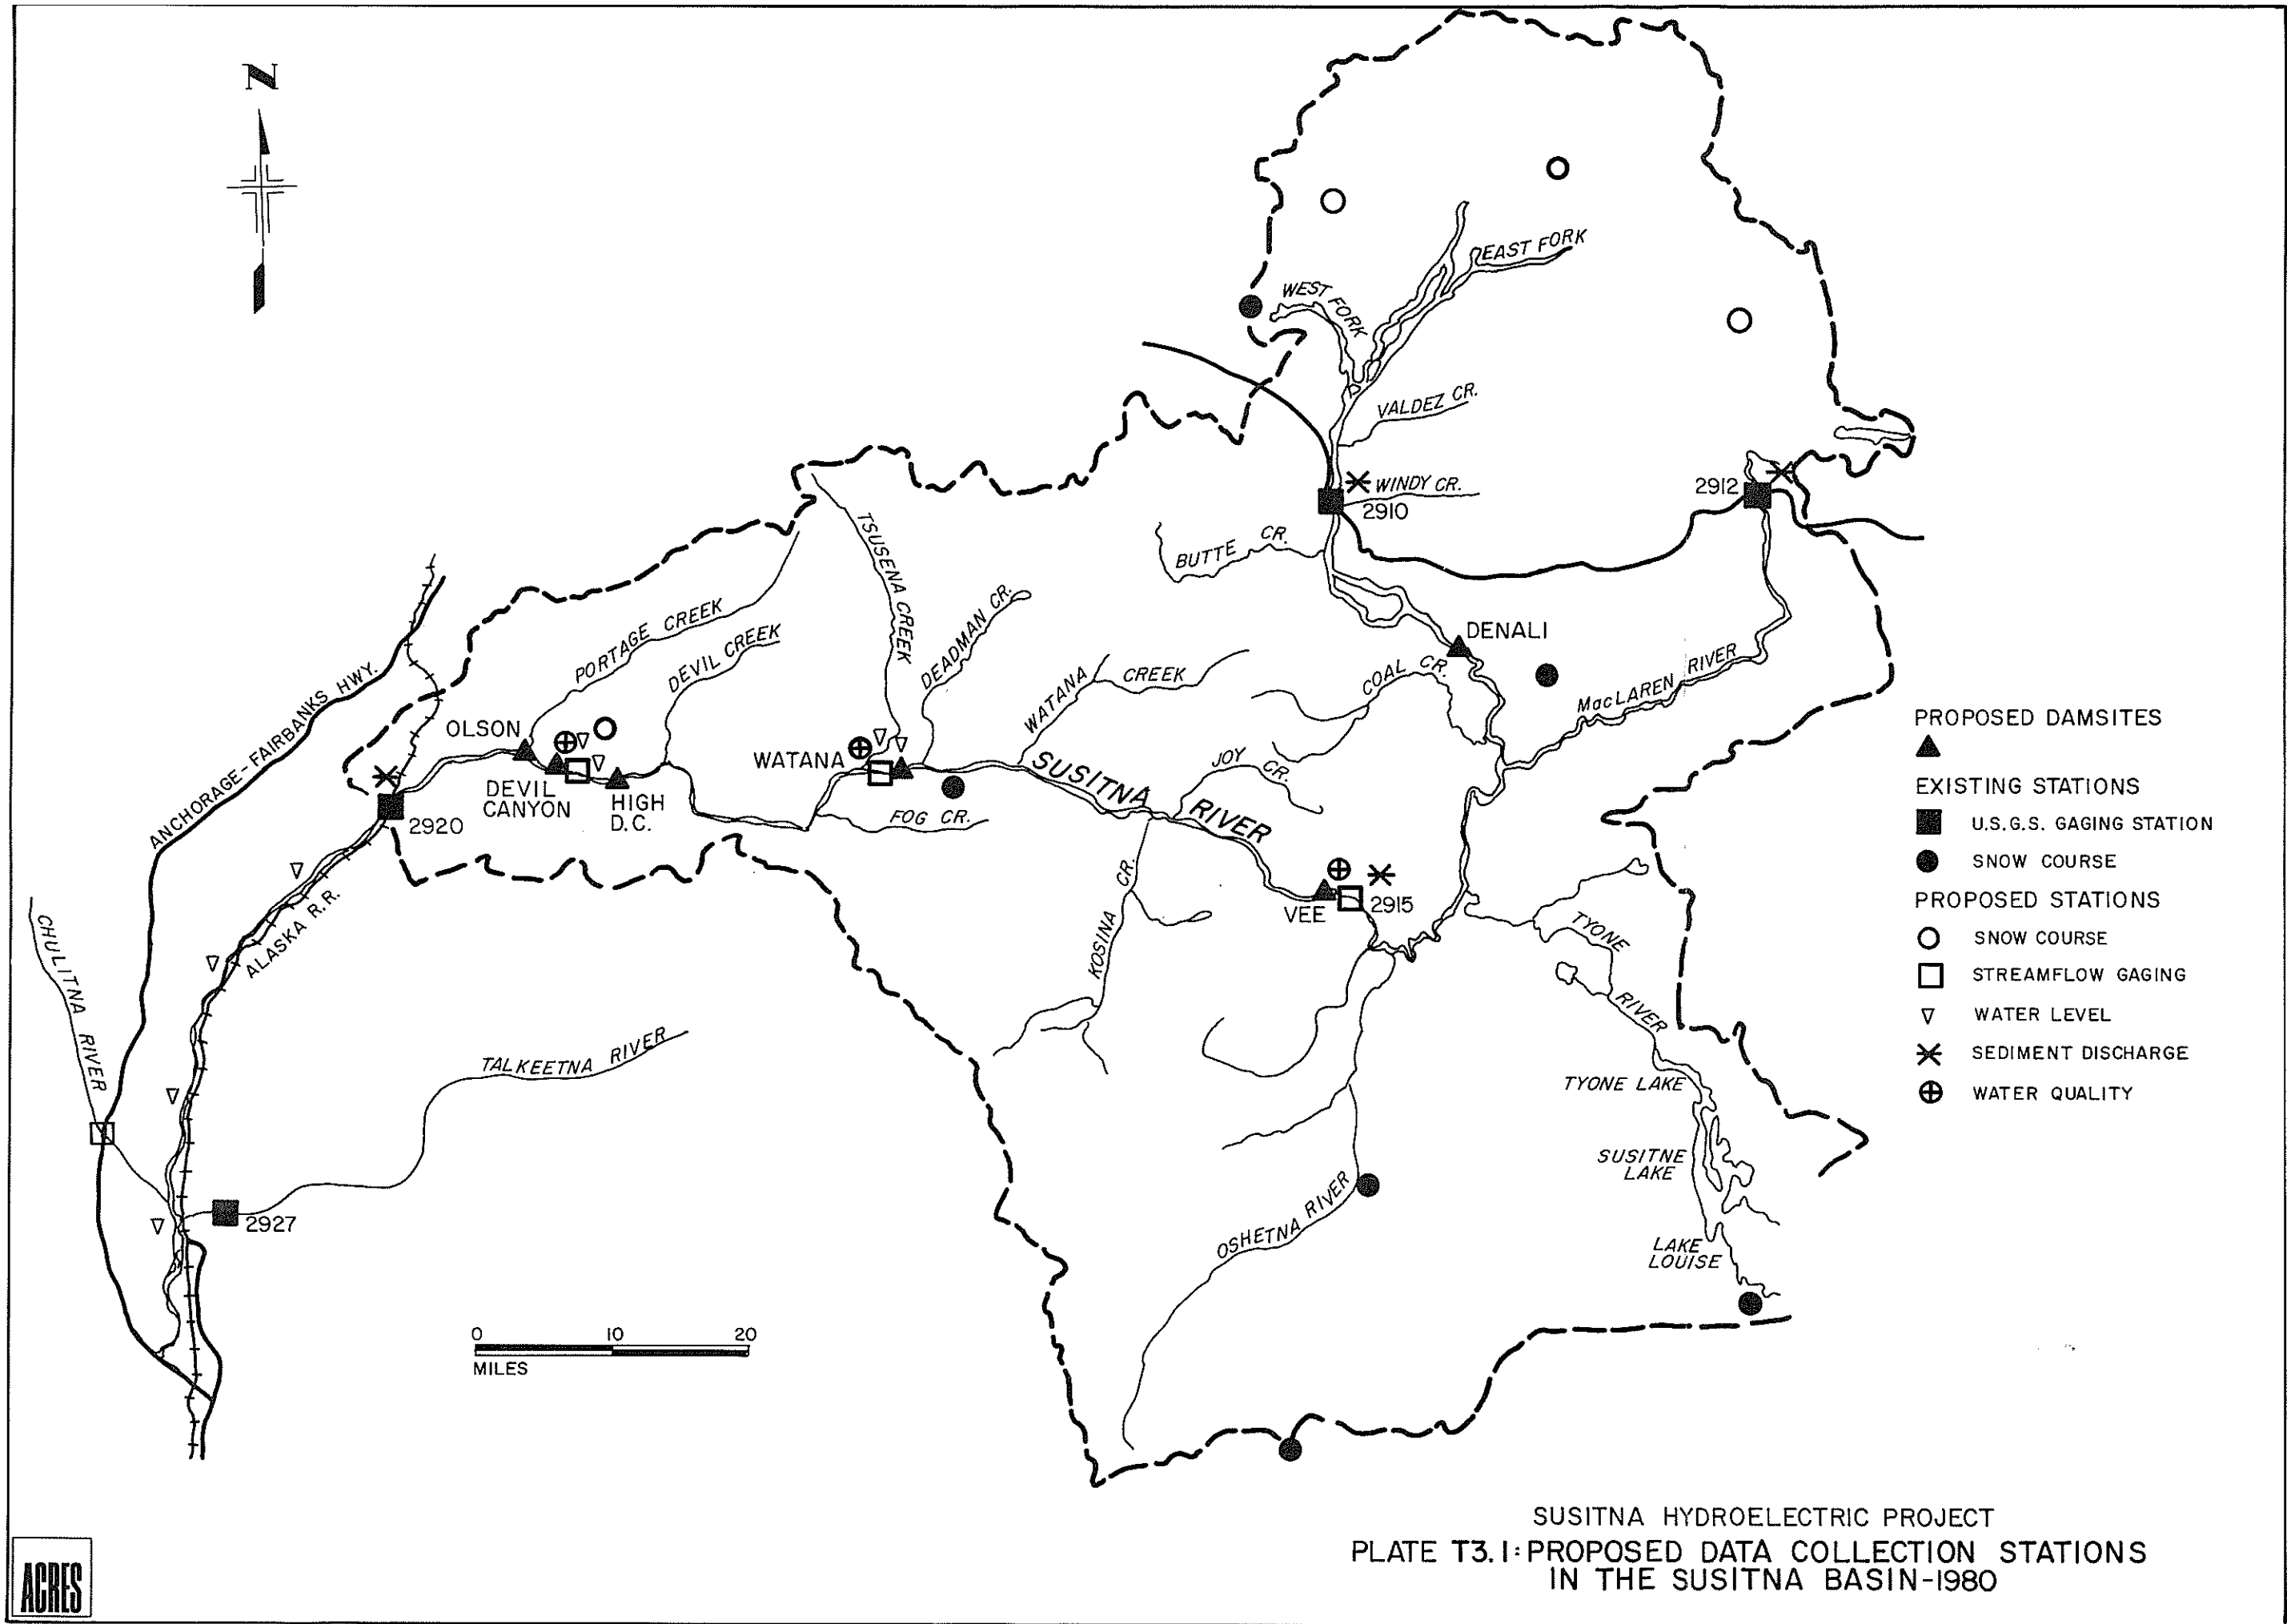 N
EAST FORK
WEST FORK
VALDEZ CR.
WINDY CR.
2910
2912
BUTTE CR.
TSUSENA CREEK
DEADMAN CR.
PORTAGE CREEK
DEVIL CREEK
DENALI
COAL CR.
MacLAREN RIVER
WATANA CREEK
ANCHORAGE-FAIRBANKS HWY.
OLSON
WATANA
DEVIL
CANYON
HIGH
D.C.
SUSITNA
RIVER
JOY CR.
FOG CR.
2920
ALASKA R.R.
CHULITNA RIVER
KOSINA CR.
VEE
2915
TYONE
RIVER
TALKEETNA RIVER
TYONE LAKE
SUSITNE
LAKE
LAKE
LOUISE
2927
OSHETNA RIVER
PROPOSED DAMSITES
EXISTING STATIONS
U.S.G.S. GAGING STATION
SNOW COURSE
PROPOSED STATIONS
SNOW COURSE
STREAMFLOW GAGING
WATER LEVEL
SEDIMENT DISCHARGE
WATER QUALITY
0 10 20
MILES
SUSITNA HYDROELECTRIC PROJECT
PLATE T3.1: PROPOSED DATA COLLECTION STATIONS
IN THE SUSITNA BASIN-1980
ACRES